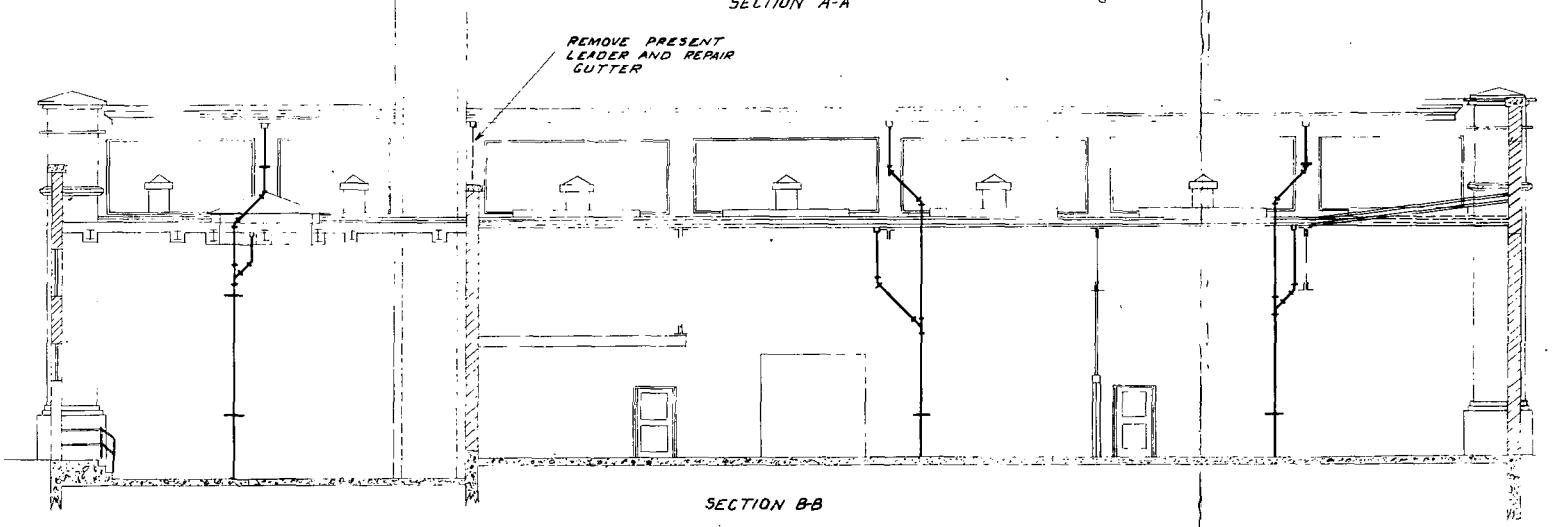 SECTION A-A
REMOVE PRESENT
LEADER AND REPAIR
GUTTER
SECTION B-B